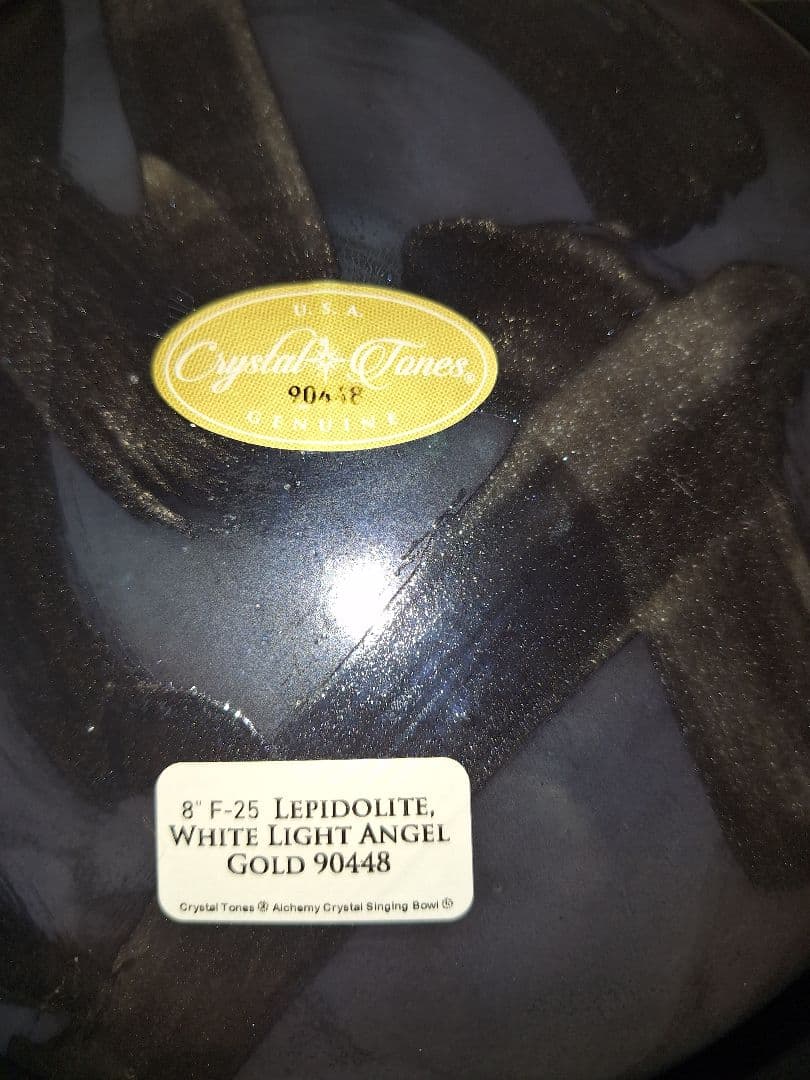 U.S.A.
Crystal Tones®
90448
GENUINE
8" F-25 LEPIDOLITE,
WHITE LIGHT ANGEL
GOLD 90448
Crystal Tones ® Alchemy Crystal Singing Bowl ®